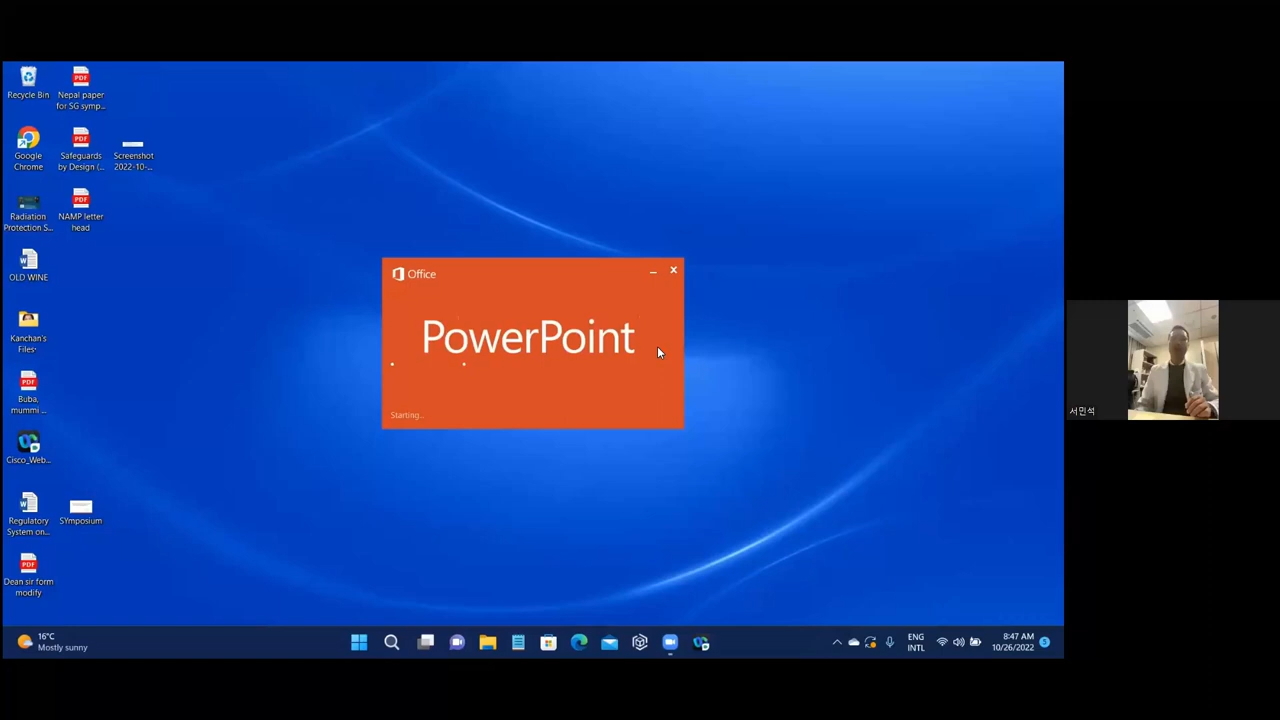 Recycle Bin
Nepal paper
for SG symp...
Google
Chrome
Safeguards
by Design (...
Screenshot
2022-10-...
Radiation
Protection S...
NAMP letter
head
OLD WINE
Kanchan's
Files-
Buba,
mummi ...
Cisco_Web...
Regulatory
System on...
SYmposium
Dean sir form
modify
Office
PowerPoint
Starting...
서민석
16°C
Mostly sunny
ENG
INTL
8:47 AM
10/26/2022
5